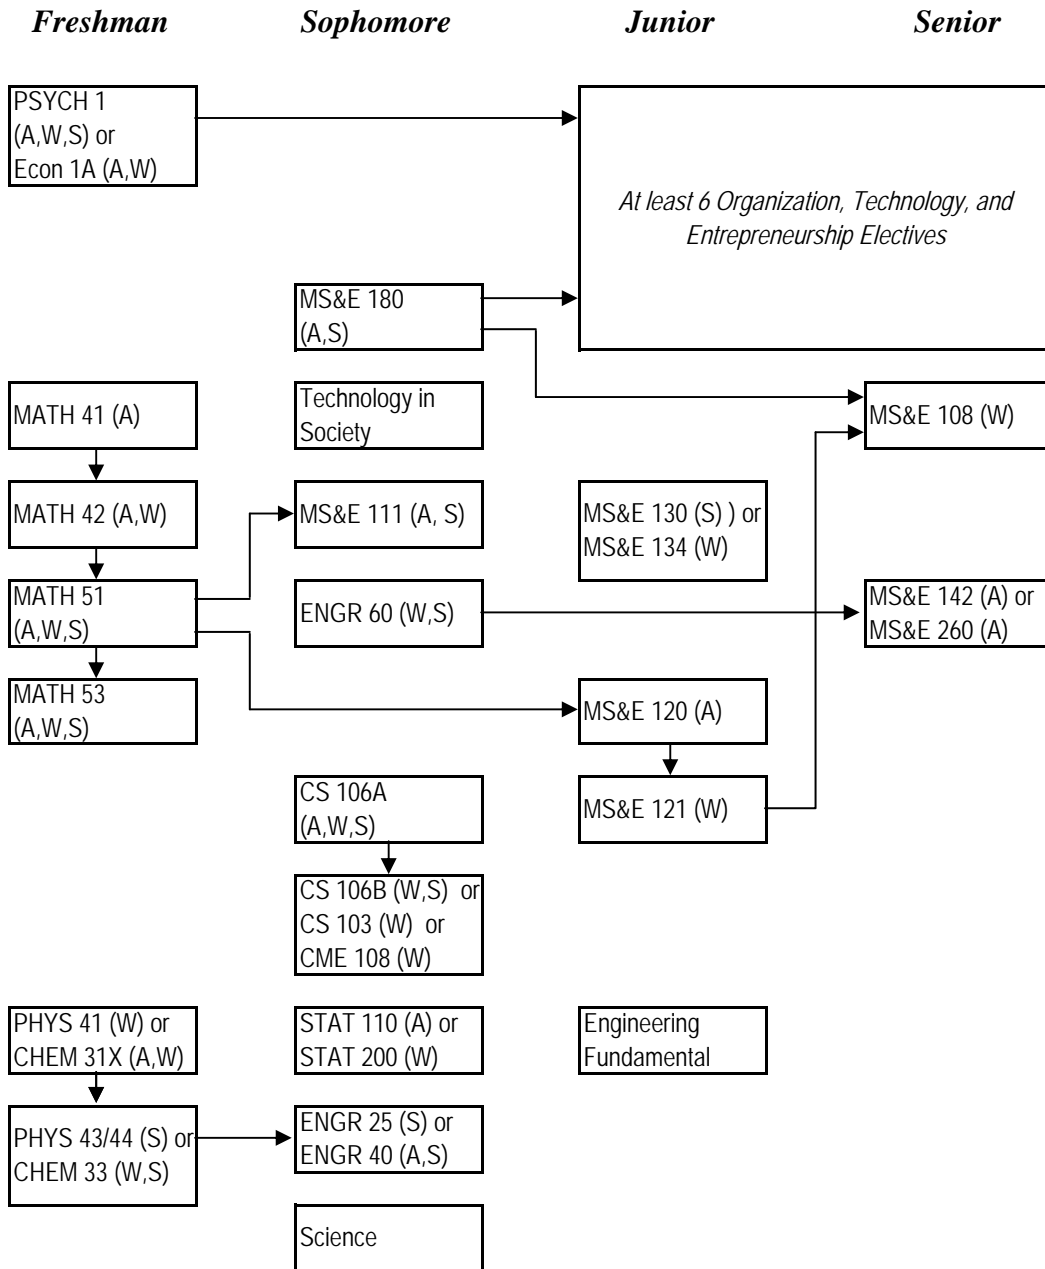 Freshman
Sophomore
Junior
Senior
PSYCH 1
(A,W,S) or
Econ 1A (A,W)
At least 6 Organization, Technology, and
Entrepreneurship Electives
MS&E 180
(A,S)
MATH 41 (A)
Technology in
Society
MS&E 108 (W)
MATH 42 (A,W)
MS&E 111 (A, S)
MS&E 130 (S) ) or
MS&E 134 (W)
MATH 51
(A,W,S)
ENGR 60 (W,S)
MS&E 142 (A) or
MS&E 260 (A)
MATH 53
(A,W,S)
MS&E 120 (A)
CS 106A
(A,W,S)
MS&E 121 (W)
CS 106B (W,S)  or
CS 103 (W)  or
CME 108 (W)
PHYS 41 (W) or
CHEM 31X (A,W)
STAT 110 (A) or
STAT 200 (W)
Engineering
Fundamental
PHYS 43/44 (S) or
CHEM 33 (W,S)
ENGR 25 (S) or
ENGR 40 (A,S)
Science